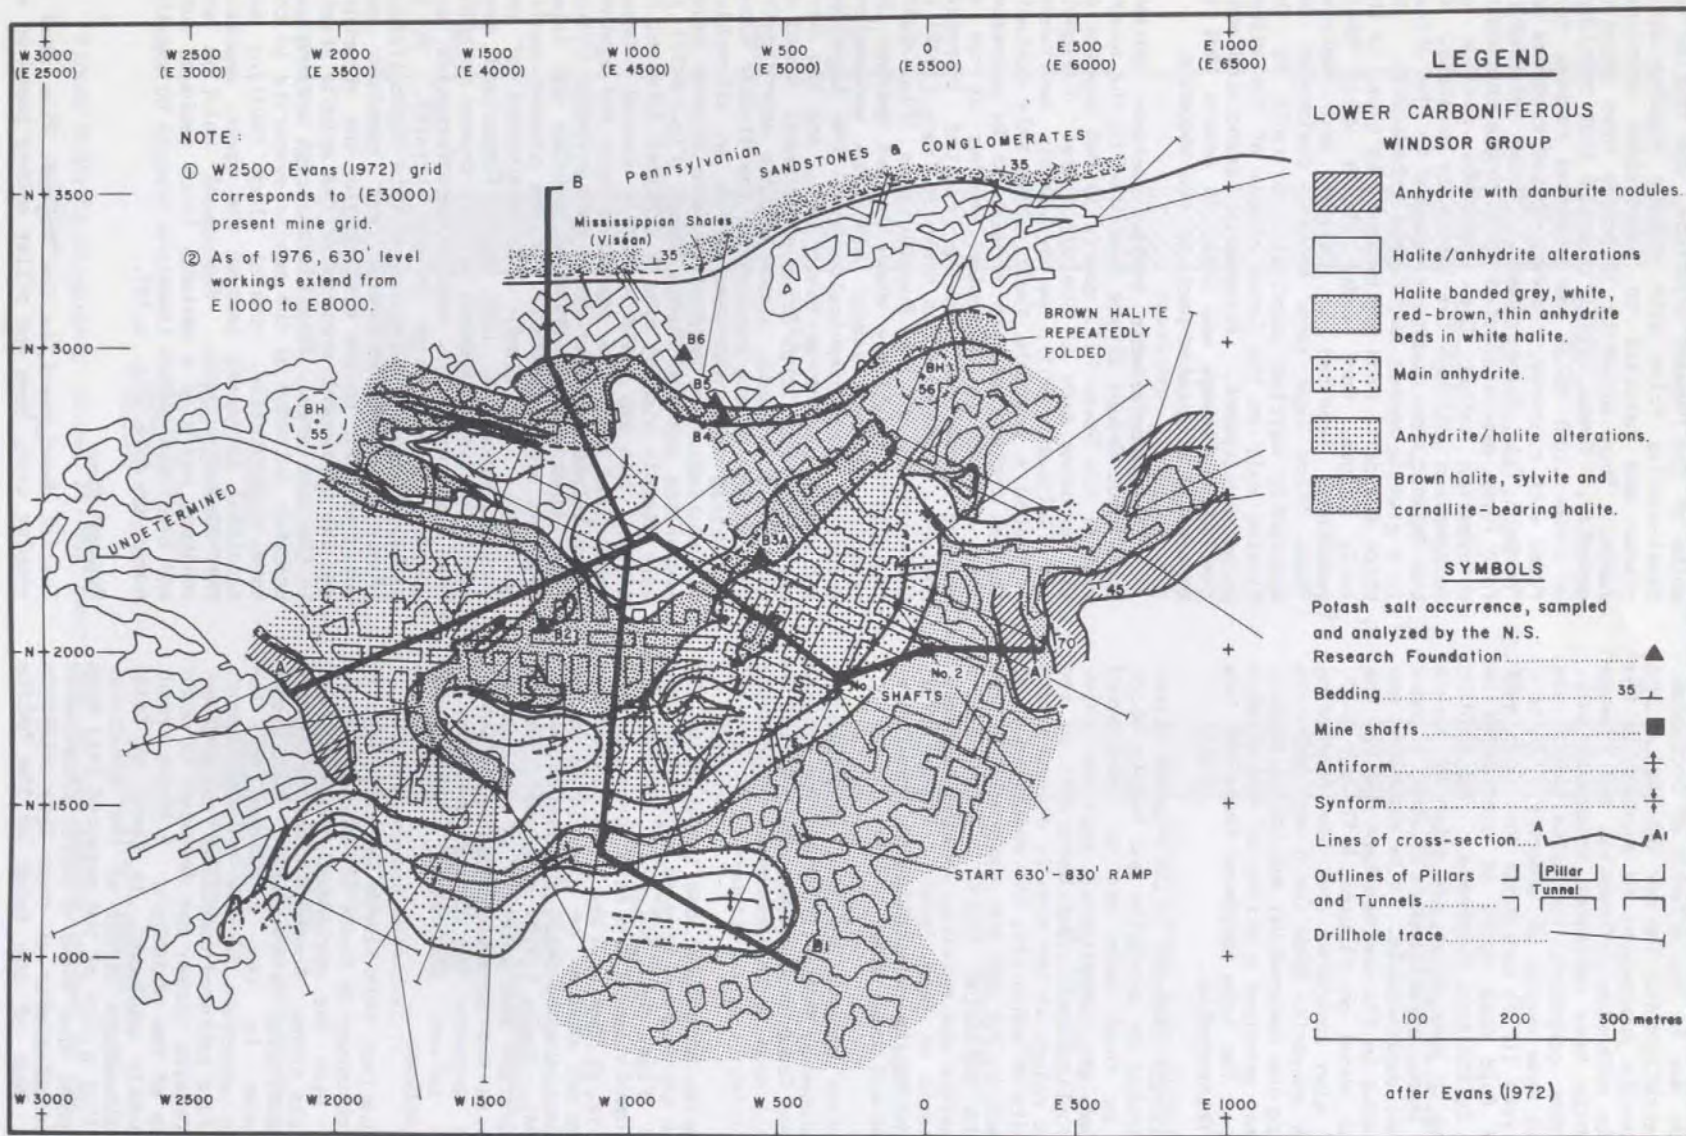 W 3000
(E 2500)
W 2500
(E 3000)
W 2000
(E 3500)
W 1500
(E 4000)
W 1000
(E 4500)
W 500
(E 5000)
0
(E 5500)
E 500
(E 6000)
E 1000
(E 6500)
NOTE :
① W2500 Evans (1972) grid
corresponds to (E3000)
present mine grid.
② As of 1976, 630' level
workings extend from
E 1000 to E 8000.
B
Pennsylvanian
SANDSTONES & CONGLOMERATES
35
Mississippian Shales
(Viséan)
35
N 3500
N 3000
N 2000
N 1500
N 1000
BROWN HALITE
REPEATEDLY
FOLDED
B6
B5
B4
BH
56
BH
55
UNDETERMINED
B3A
B2
45
70°
A
A1
No. 2
No
SHAFTS
START 630'-830' RAMP
B1
W 3000
W 2500
W 2000
W 1500
W 1000
W 500
0
E 500
E 1000
LEGEND
LOWER CARBONIFEROUS
WINDSOR GROUP
Anhydrite with danburite nodules.
Halite/anhydrite alterations
Halite banded grey, white,
red-brown, thin anhydrite
beds in white halite.
Main anhydrite.
Anhydrite/halite alterations.
Brown halite, sylvite and
carnallite-bearing halite.
SYMBOLS
Potash salt occurrence, sampled
and analyzed by the N.S.
Research Foundation
Bedding 35
Mine shafts
Antiform
Synform
Lines of cross-section A A1
Outlines of Pillars Pillar
and Tunnels Tunnel
Drillhole trace
0 100 200 300 metres
after Evans (1972)